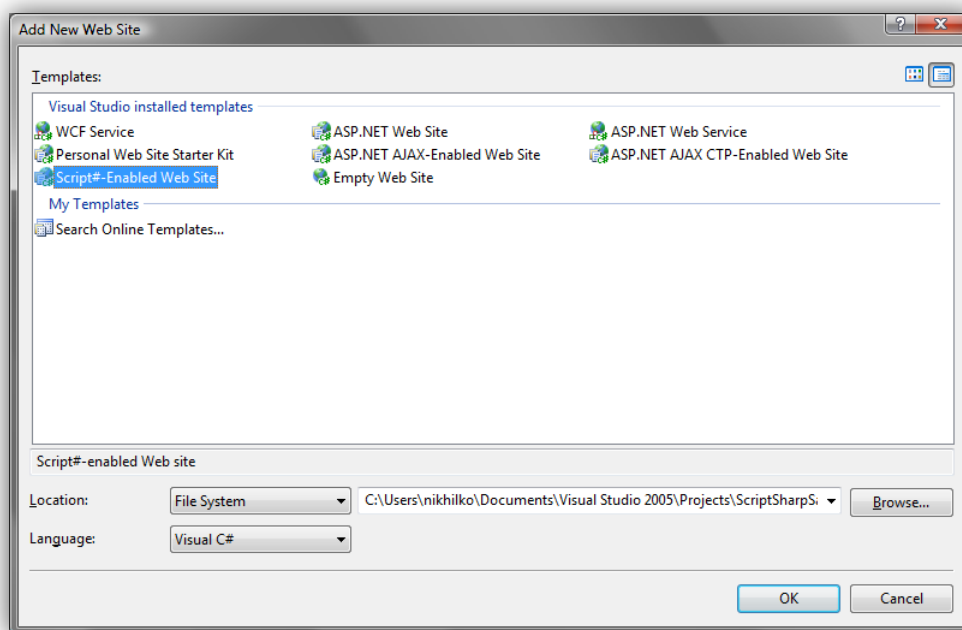 Add New Web Site
Templates:
Visual Studio installed templates
WCF Service ASP.NET Web Site ASP.NET Web Service
Personal Web Site Starter Kit ASP.NET AJAX-Enabled Web Site ASP.NET AJAX CTP-Enabled Web Site
Script#-Enabled Web Site Empty Web Site
My Templates
Search Online Templates...
Script#-enabled Web site
Location: File System C:\Users\nikhilko\Documents\Visual Studio 2005\Projects\ScriptSharpSa Browse...
Language: Visual C#
OK Cancel